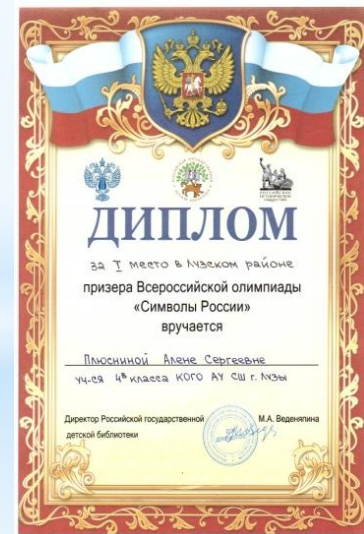 ДИПЛОМ
за I место в Лузском районе
призера Всероссийской олимпиады
«Символы России»
вручается
Плюсниной Алене Сергеевне
уч-ся 4в класса КОГО АУ СШ г. Лузы
Директор Российской государственной
детской библиотеки
М.А. Веденяпина